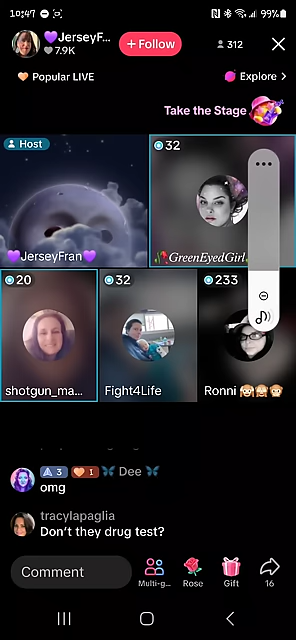 10:47
99%
💜JerseyF...
7.9K
+ Follow
312
Popular LIVE
Explore >
Take the Stage
Host
32
💜JerseyFran💜
GreenEyedGirl
20
32
233
shotgun_ma...
Fight4Life
Ronni 🙈🙈🙈
3
1
🦋 Dee 🦋
omg
tracylapaglia
Don't they drug test?
Comment
Multi-g...
Rose
Gift
16